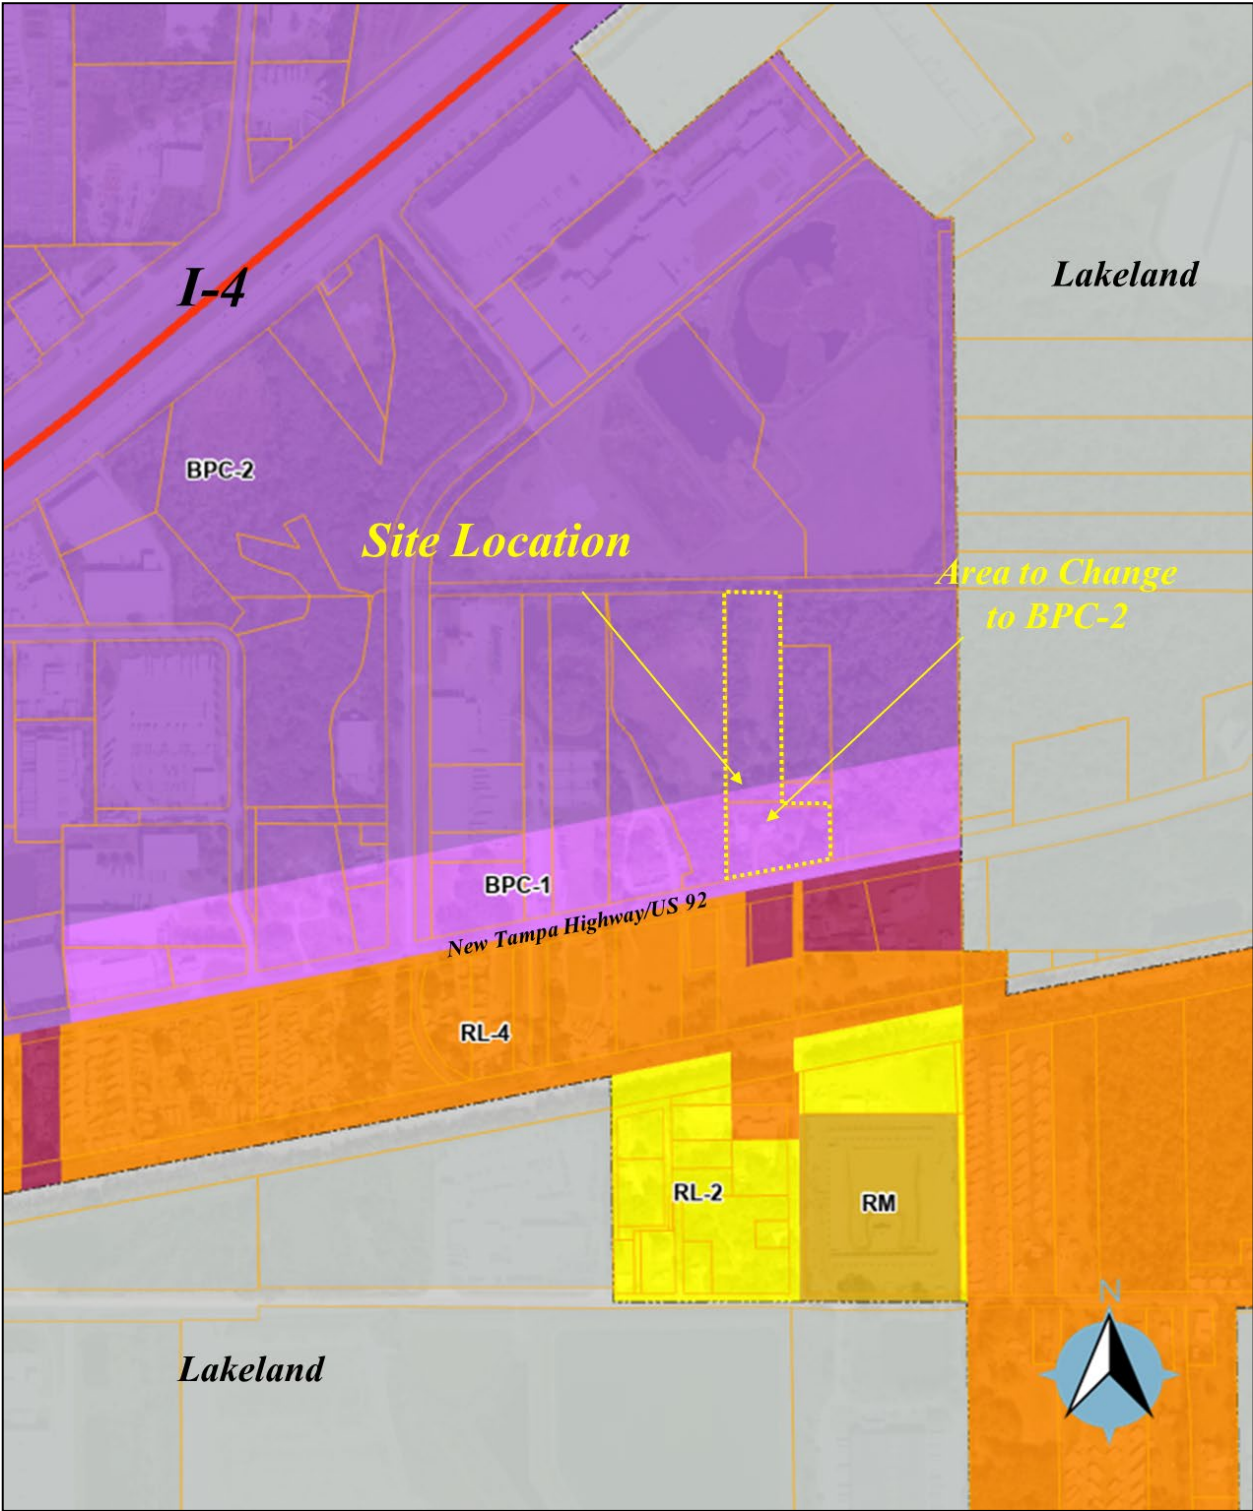 Lakeland
I-4
BPC-2
Site Location
Area to Change
to BPC-2
BPC-1
New Tampa Highway/US 92
RL-4
RL-2
RM
N
Lakeland